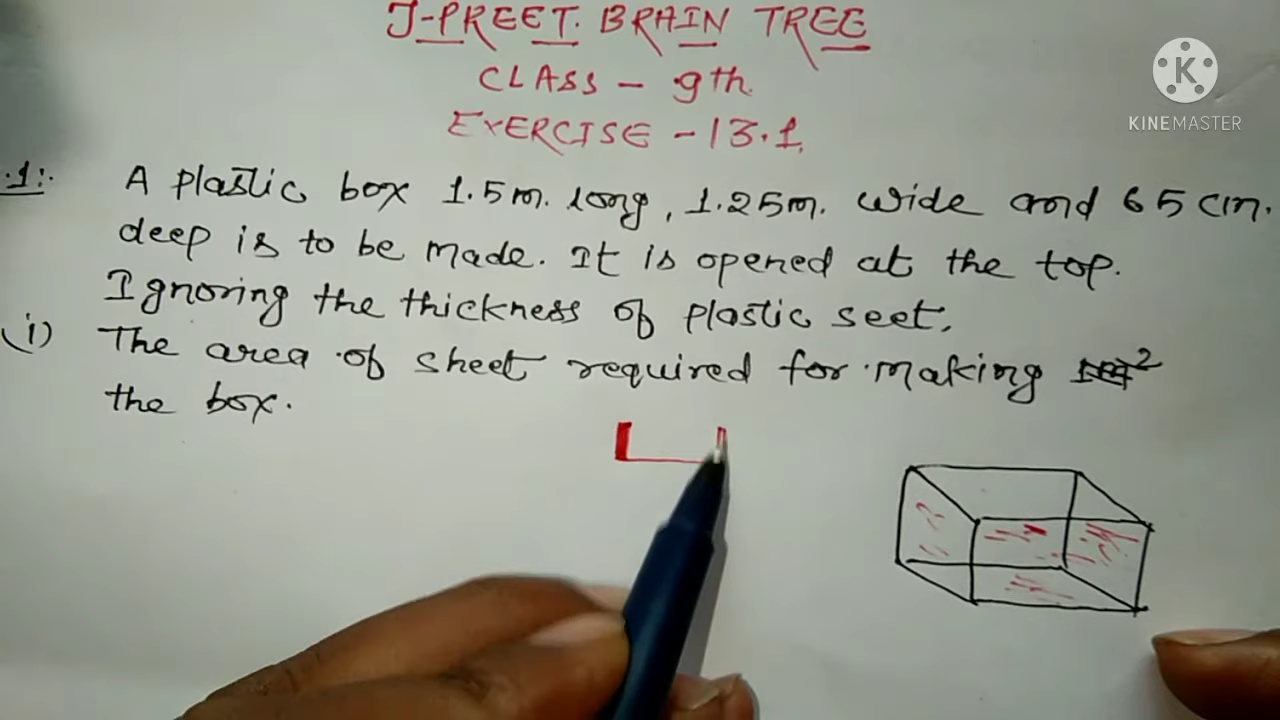 J-PREET. BRAIN TREE
CLASS - 9th.
EXERCISE - 13.1.
K
KINEMASTER
.1:. A plastic box 1.5m. long, 1.25m. wide and 65 cm.
deep is to be made. It is opened at the top.
Ignoring the thickness of plastic seet.
(i) The area of sheet required for making 2
the box.